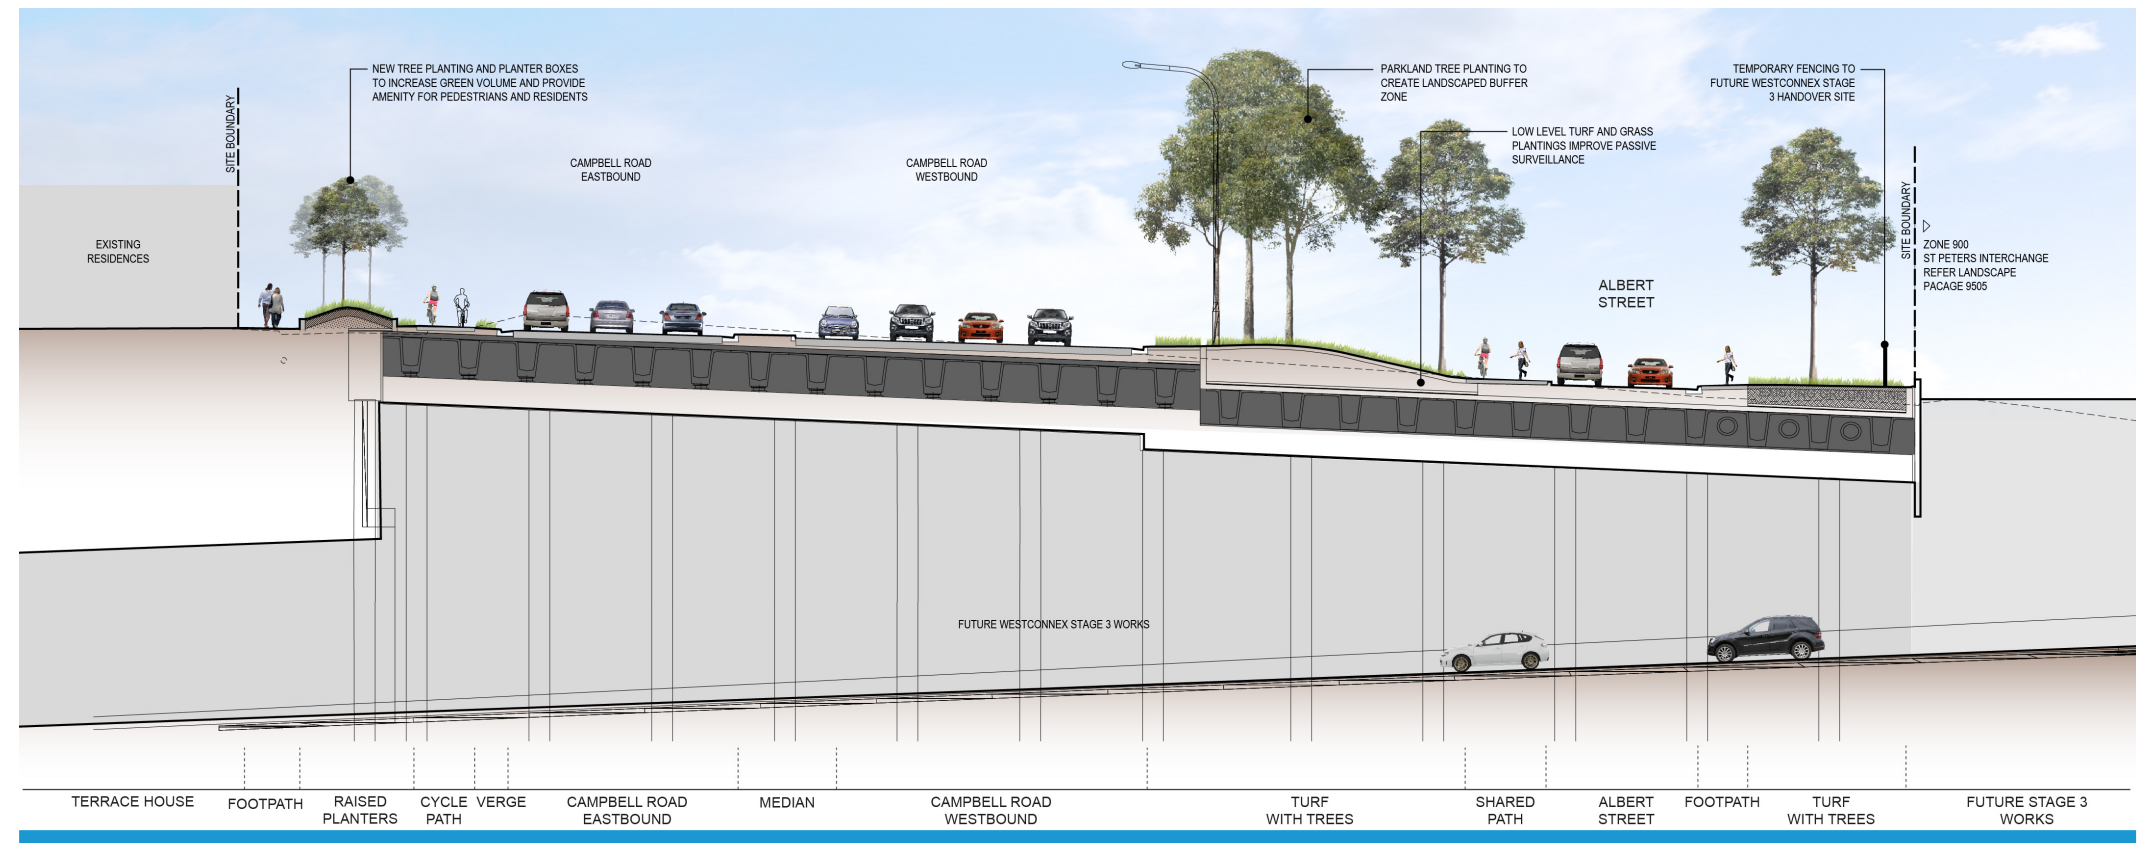 NEW TREE PLANTING AND PLANTER BOXES
TO INCREASE GREEN VOLUME AND PROVIDE
AMENITY FOR PEDESTRIANS AND RESIDENTS
PARKLAND TREE PLANTING TO
CREATE LANDSCAPED BUFFER
ZONE
TEMPORARY FENCING TO
FUTURE WESTCONNEX STAGE
3 HANDOVER SITE
LOW LEVEL TURF AND GRASS
PLANTINGS IMPROVE PASSIVE
SURVEILLANCE
SITE BOUNDARY
CAMPBELL ROAD
EASTBOUND
CAMPBELL ROAD
WESTBOUND
SITE BOUNDARY
EXISTING
RESIDENCES
ZONE 900
ST PETERS INTERCHANGE
REFER LANDSCAPE
PACAGE 9505
ALBERT
STREET
FUTURE WESTCONNEX STAGE 3 WORKS
TERRACE HOUSE
FOOTPATH
RAISED
PLANTERS
CYCLE
PATH
VERGE
CAMPBELL ROAD
EASTBOUND
MEDIAN
CAMPBELL ROAD
WESTBOUND
TURF
WITH TREES
SHARED
PATH
ALBERT
STREET
FOOTPATH
TURF
WITH TREES
FUTURE STAGE 3
WORKS